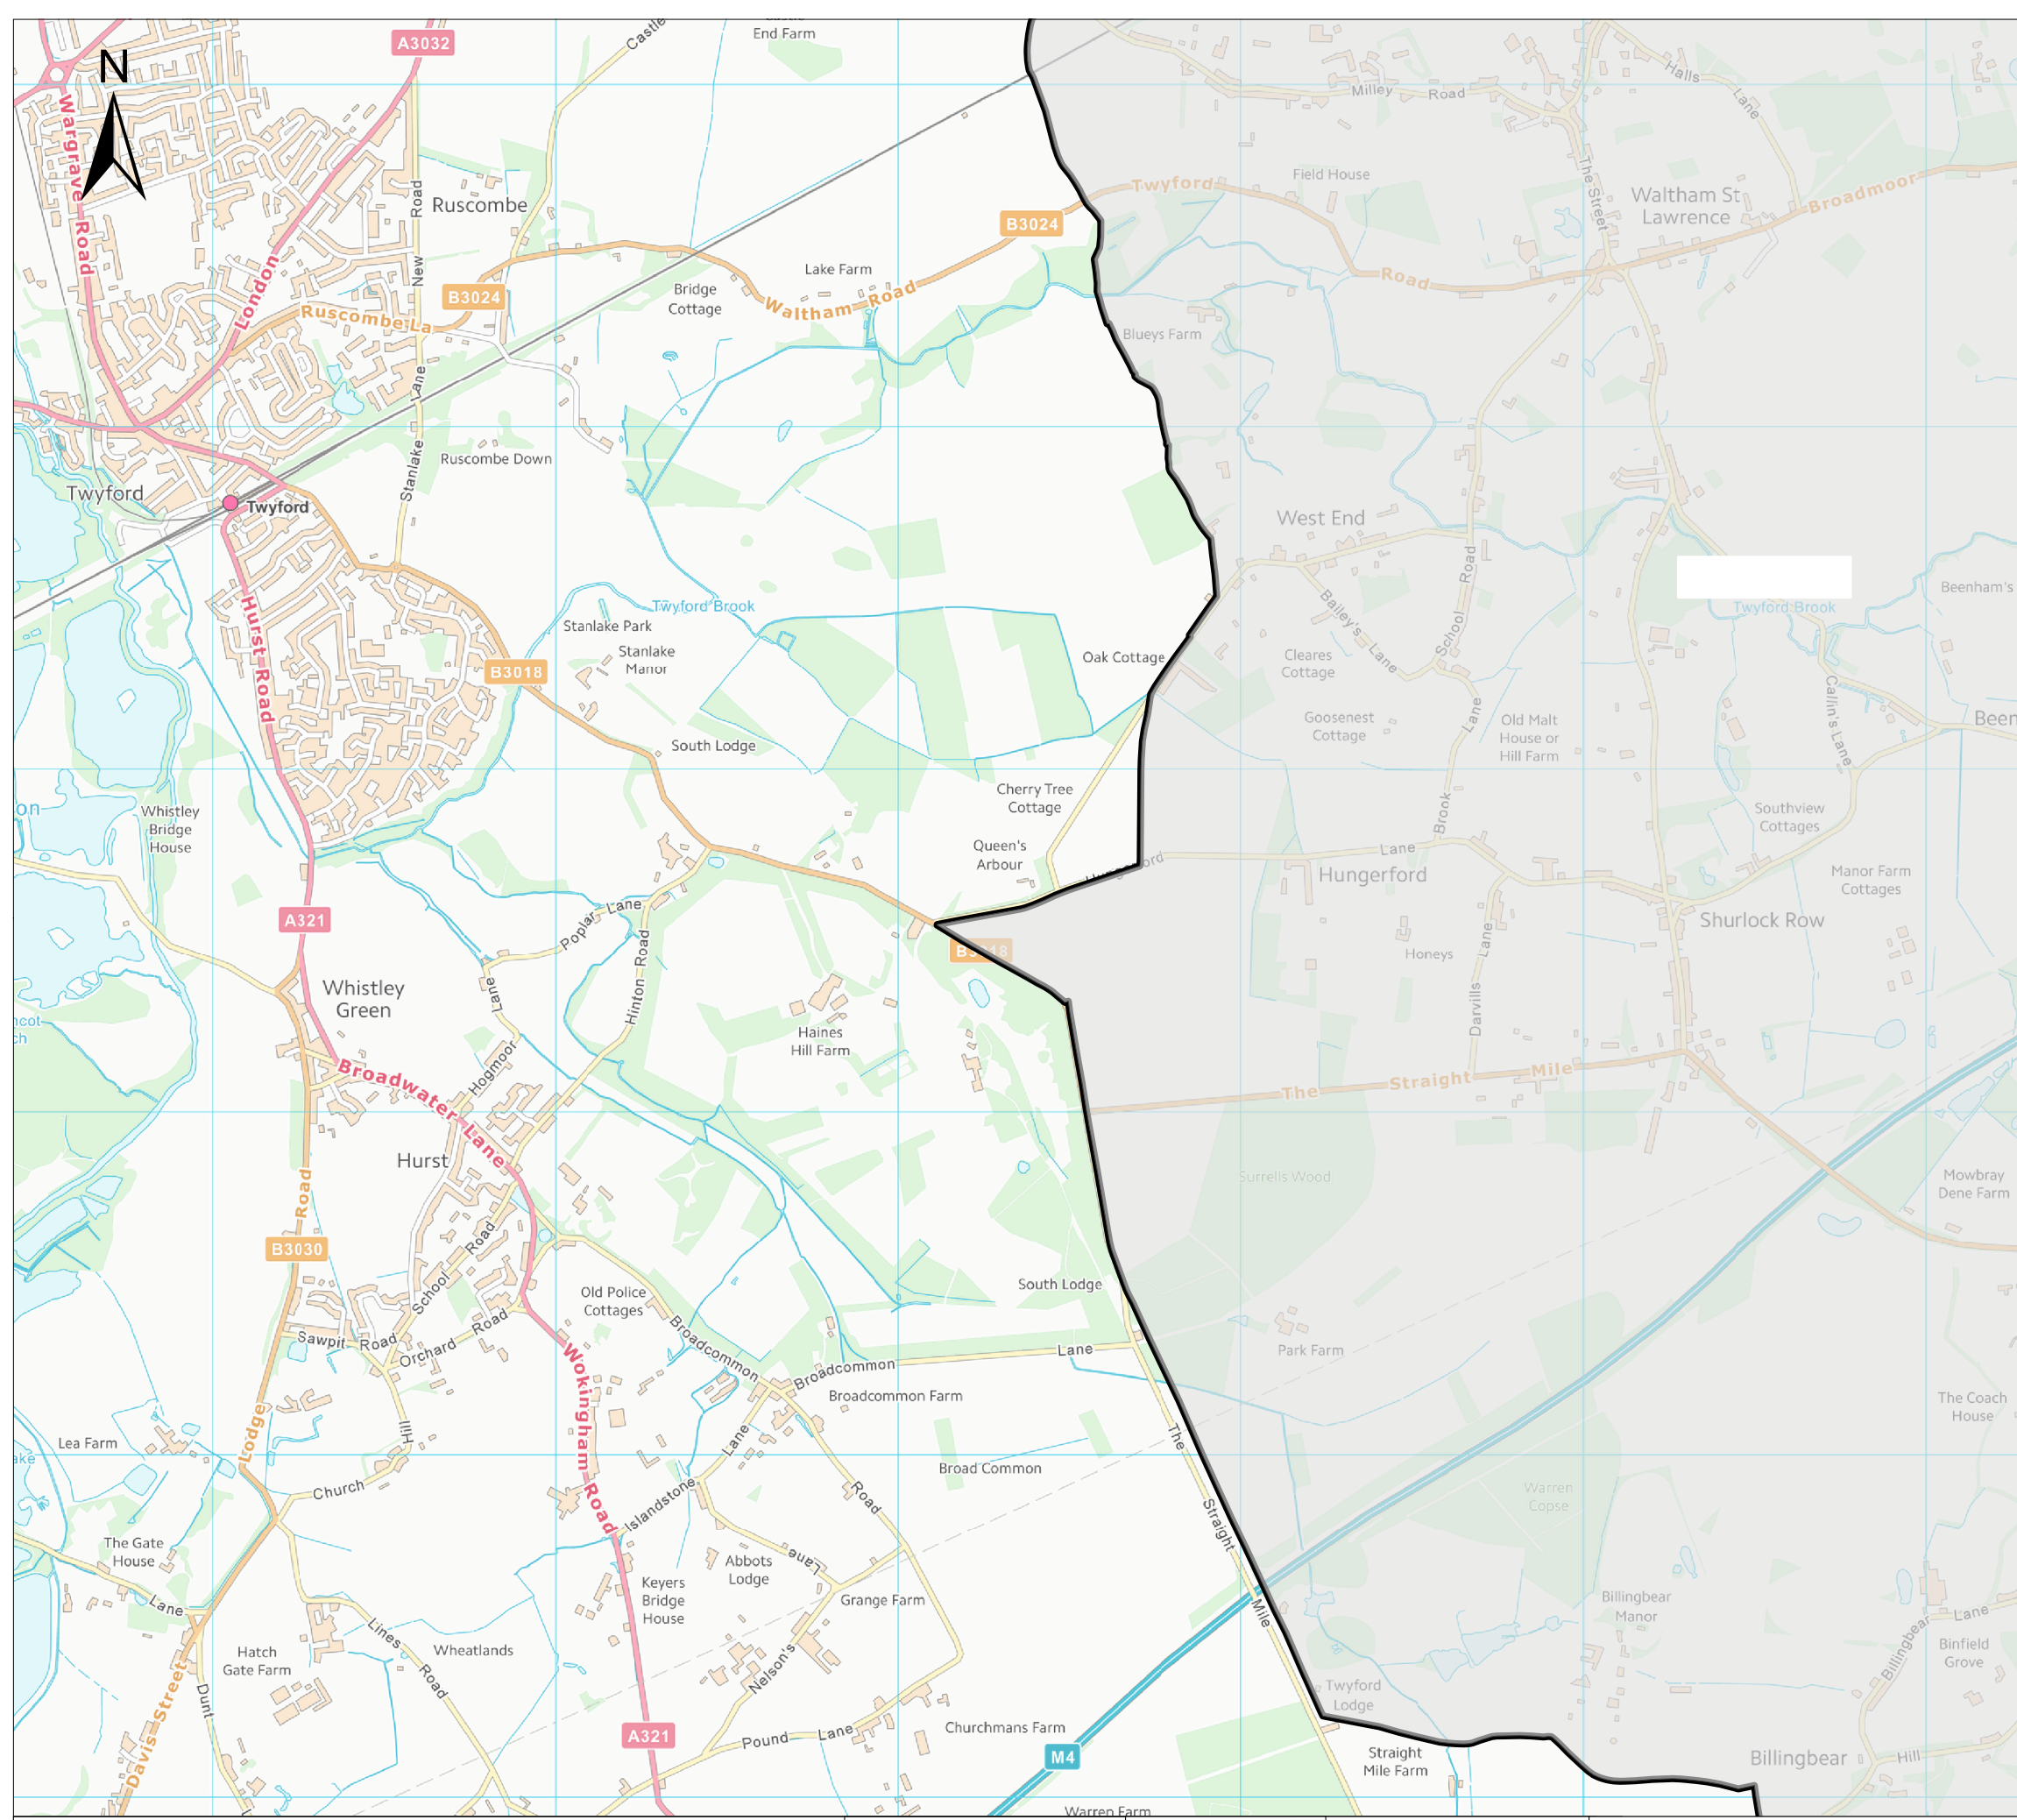 A3032
Castle
End Farm
N
Wargrave Road
Milley Road
Halls
Lane
The Street
Field House
Twyford
Waltham St
Lawrence
Broadmoor
Ruscombe
New Road
London
B3024
B3024
Ruscombe La
Lake Farm
Bridge
Cottage
Waltham Road
Road
Blueys Farm
Stanlake Lane
Ruscombe Down
Twyford
Twyford
West End
Hurst Road
Twyford Brook
Stanlake Park
Stanlake
Manor
B3018
Oak Cottage
Bailey's Lane
School Road
Cleares
Cottage
Twyford Brook
Beenham's
Callin's Lane
South Lodge
Goosenest
Cottage
Lane
Old Malt
House or
Hill Farm
Been
Cherry Tree
Cottage
Whistley
Bridge
House
on
Brook
Southview
Cottages
Queen's
Arbour
Lane
Hungerford
Manor Farm
Cottages
A321
Poplar Lane
Hinton Road
B3018
Honeys
Shurlock Row
Darvills Lane
Whistley
Green
Lane
Haines
Hill Farm
Hogmoor
Broadwater Lane
The Straight Mile
Hurst
Surrells Wood
Mowbray
Dene Farm
Road
B3030
School Road
South Lodge
Old Police
Cottages
Sawpit Road
Orchard Road
Broadcommon
Broadcommon
Lane
Park Farm
Wokingham Road
Broadcommon Farm
The Coach
House
Lodge
Hill
Lea Farm
ake
Lane
The
Broad Common
Church
Islandstone
Road
Straight
Warren
Copse
The Gate
House
Abbots
Lodge
Lane
Keyers
Bridge
House
Grange Farm
Mile
Billingbear
Manor
Lane
Lane
Lines
Road
Hatch
Gate Farm
Wheatlands
Nelson's
Billingbear
Binfield
Grove
Twyford
Lodge
Dunt
Davis Street
A321
Pound Lane
Churchmans Farm
M4
Straight
Mile Farm
Billingbear
Hill
Warren Farm